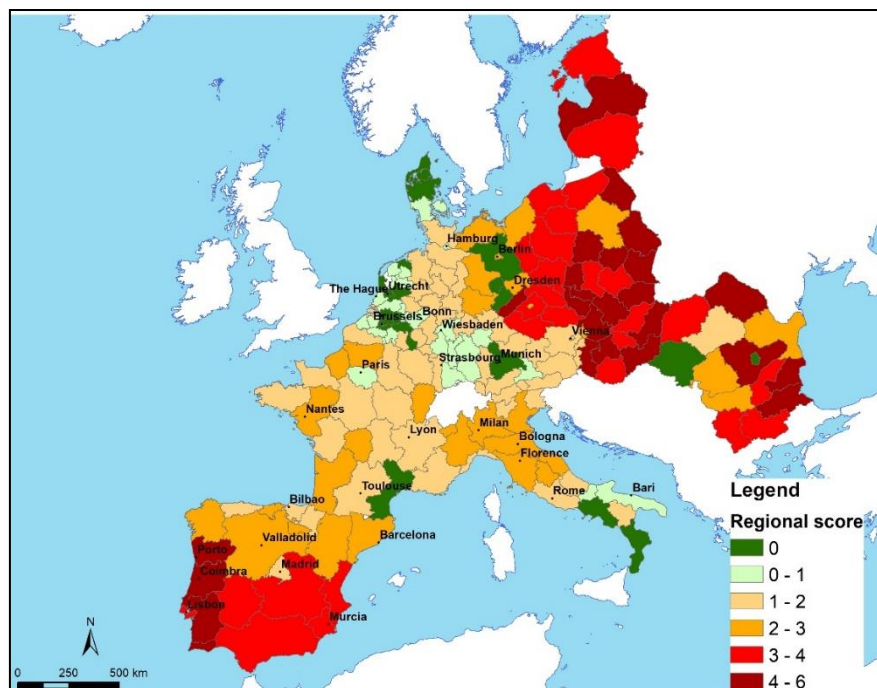 Hamburg
Berlin
The Hague
Utrecht
Dresden
Brussels
Bonn
Wiesbaden
Vienna
Paris
Strasbourg
Munich
Nantes
Lyon
Milan
Bologna
Florence
Toulouse
Bilbao
Rome
Bari
Valladolid
Barcelona
Porto
Madrid
Coimbra
Lisbon
Murcia
Legend
Regional score
0
0 - 1
1 - 2
2 - 3
3 - 4
4 - 6
N
0 250 500 km